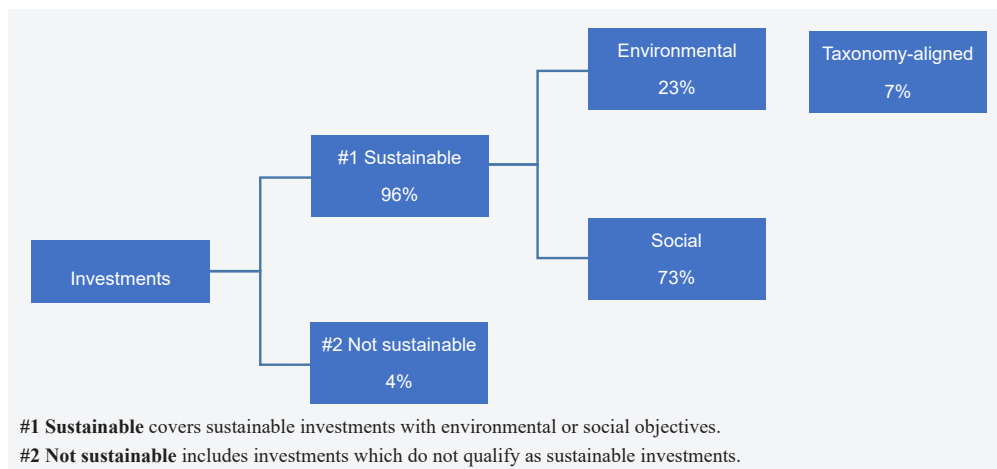 Environmental
23%
Taxonomy-aligned
7%
#1 Sustainable
96%
Investments
Social
73%
#2 Not sustainable
4%
#1 Sustainable covers sustainable investments with environmental or social objectives.
#2 Not sustainable includes investments which do not qualify as sustainable investments.